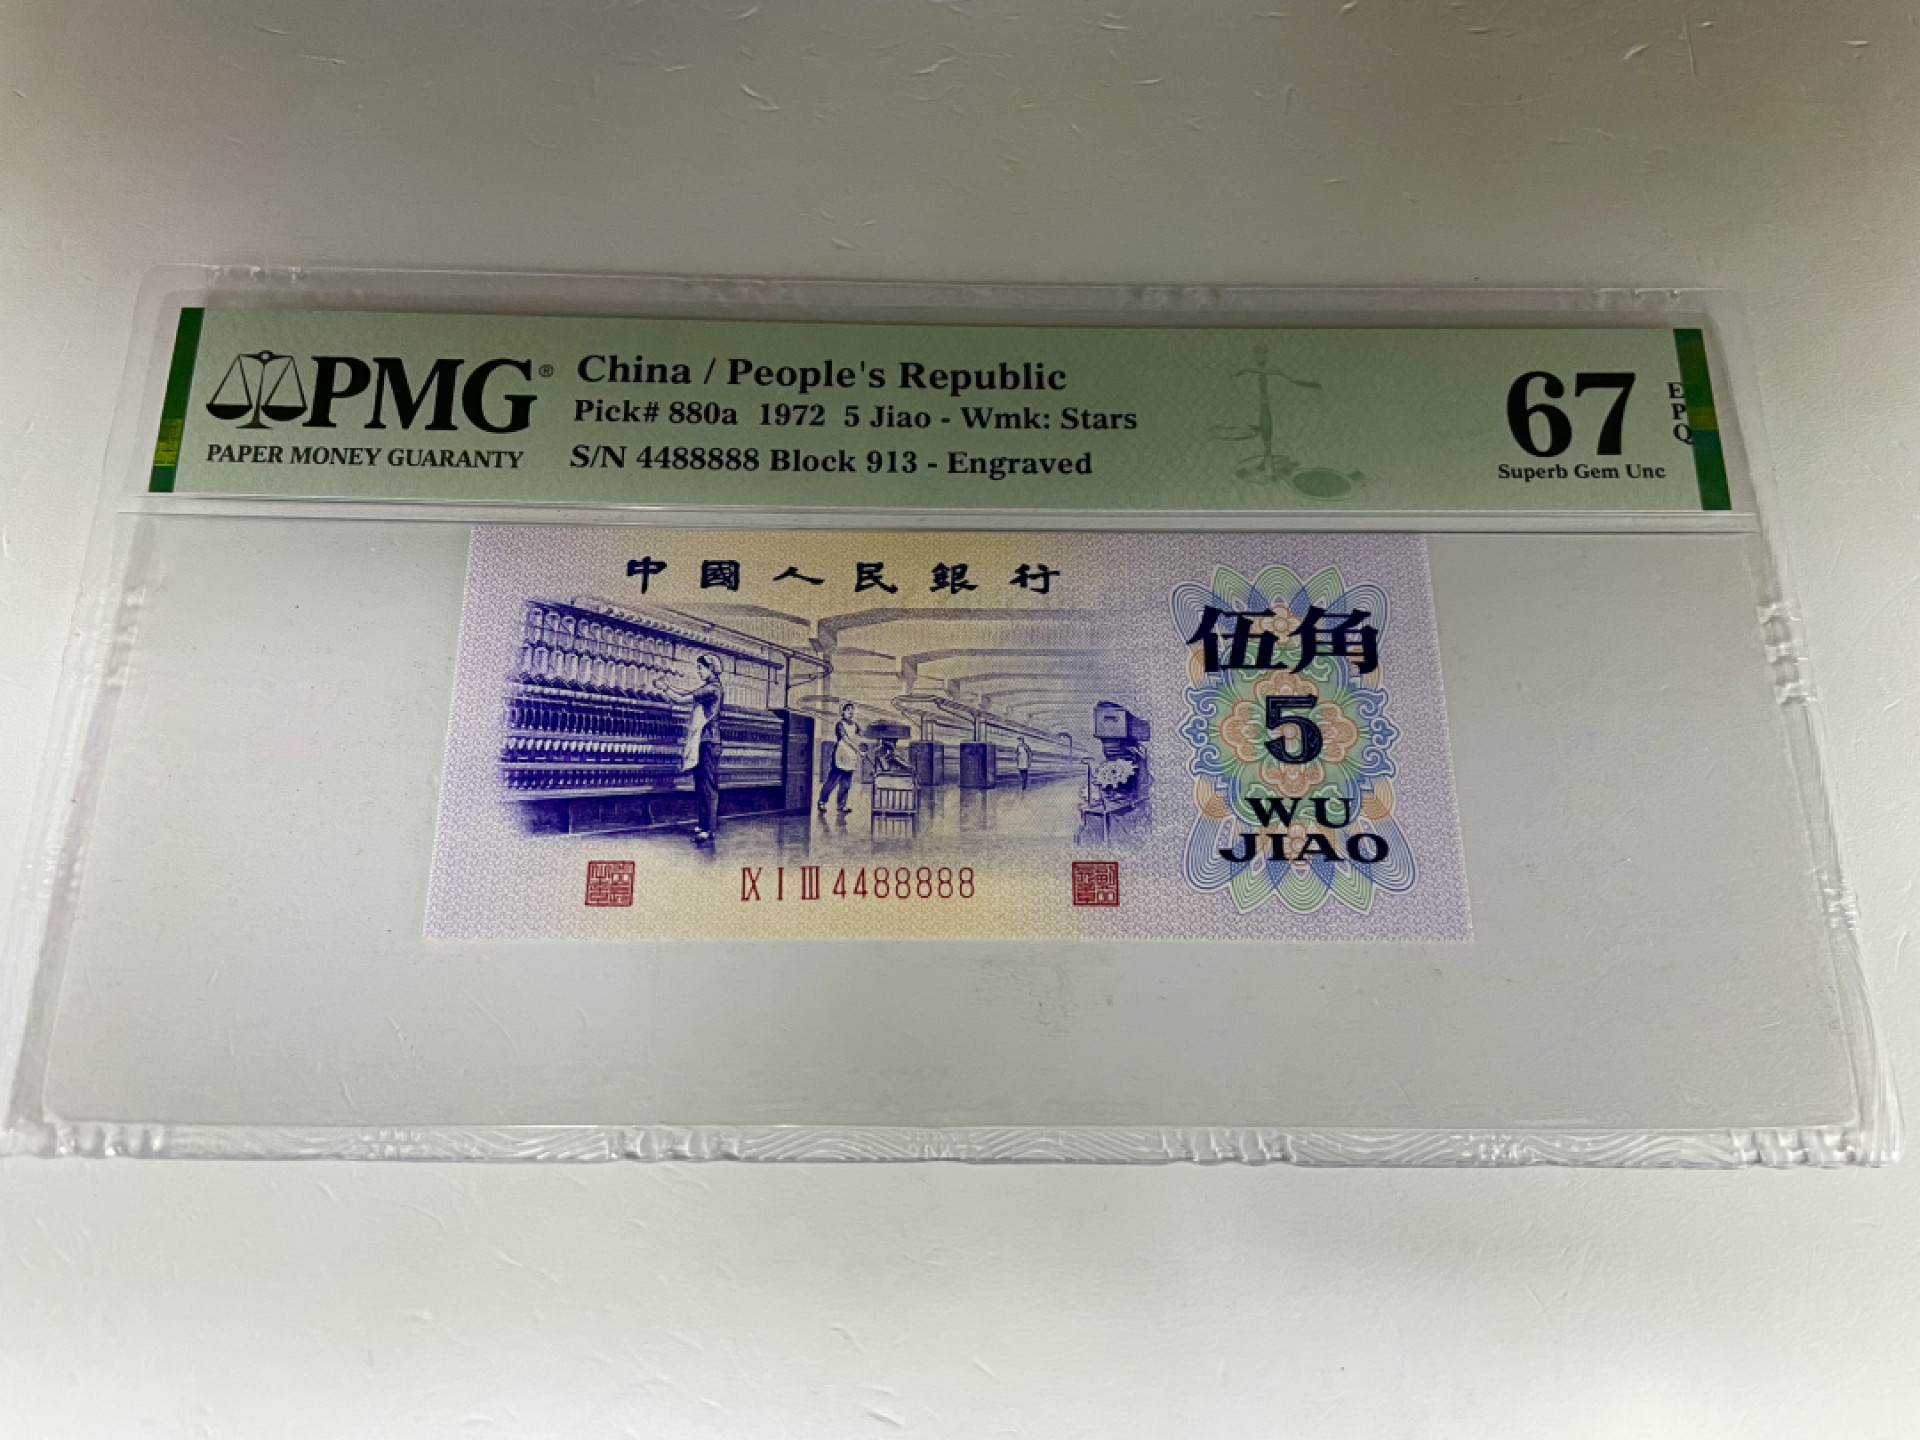 PMG®
PAPER MONEY GUARANTY
China / People's Republic
Pick# 880a 1972 5 Jiao - Wmk: Stars
S/N 4488888 Block 913 - Engraved
67
EPQ
Superb Gem Unc
中國人民銀行
伍角
5
WU
JIAO
Ⅸ Ⅰ Ⅲ 4488888